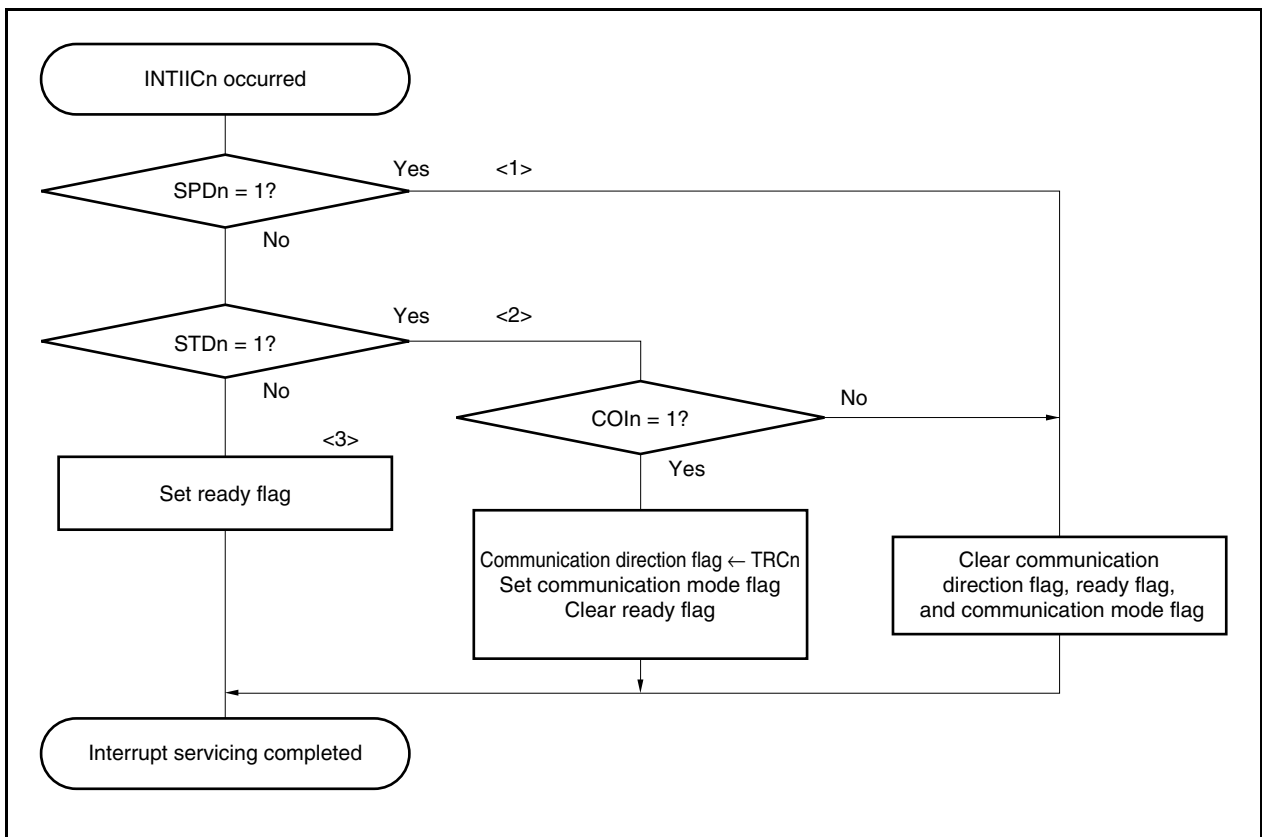 INTIICn occurred
Yes
<1>
SPDn = 1?
No
Yes
<2>
STDn = 1?
No
COIn = 1?
No
Yes
<3>
Set ready flag
Communication direction flag ← TRCn
Set communication mode flag
Clear ready flag
Clear communication
direction flag, ready flag,
and communication mode flag
Interrupt servicing completed